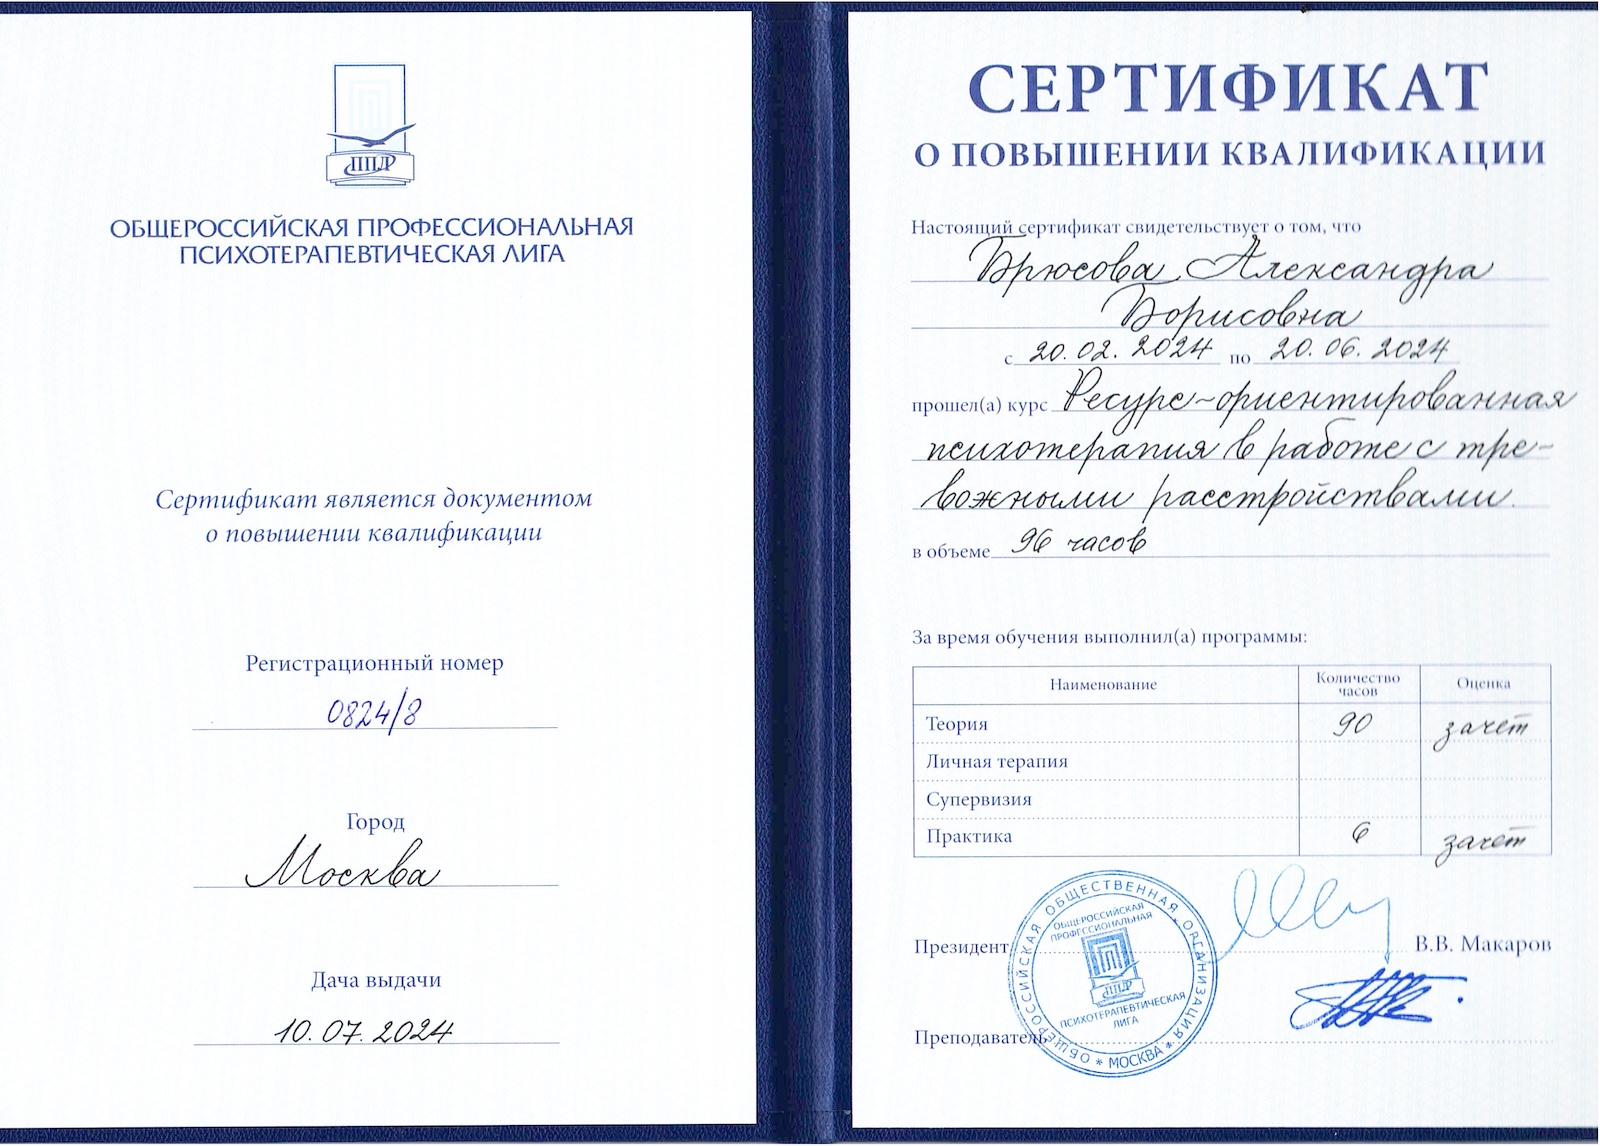 ППЛ
ОБЩЕРОССИЙСКАЯ ПРОФЕССИОНАЛЬНАЯ
ПСИХОТЕРАПЕВТИЧЕСКАЯ ЛИГА
Сертификат является документом
о повышении квалификации
Регистрационный номер
0824/8
Город
Москва
Дача выдачи
10.07.2024
СЕРТИФИКАТ
О ПОВЫШЕНИИ КВАЛИФИКАЦИИ
Настоящий сертификат свидетельствует о том, что
Брюсова Александра
Борисовна
с 20.02.2024 по 20.06.2024
прошел(а) курс Ресурс-ориентированная
психотерапия в работе с тре-
вожными расстройствами.
в объеме 96 часов
За время обучения выполнил(а) программы:
Наименование Количество часов Оценка
Теория 90 зачет
Личная терапия
Супервизия
Практика 6 зачет
Президент В.В. Макаров
Преподаватель
ОБЩЕРОССИЙСКАЯ ОБЩЕСТВЕННАЯ ОРГАНИЗАЦИЯ * МОСКВА *
ОБЩЕРОССИЙСКАЯ
ПРОФЕССИОНАЛЬНАЯ
ППЛ
ПСИХОТЕРАПЕВТИЧЕСКАЯ
ЛИГА